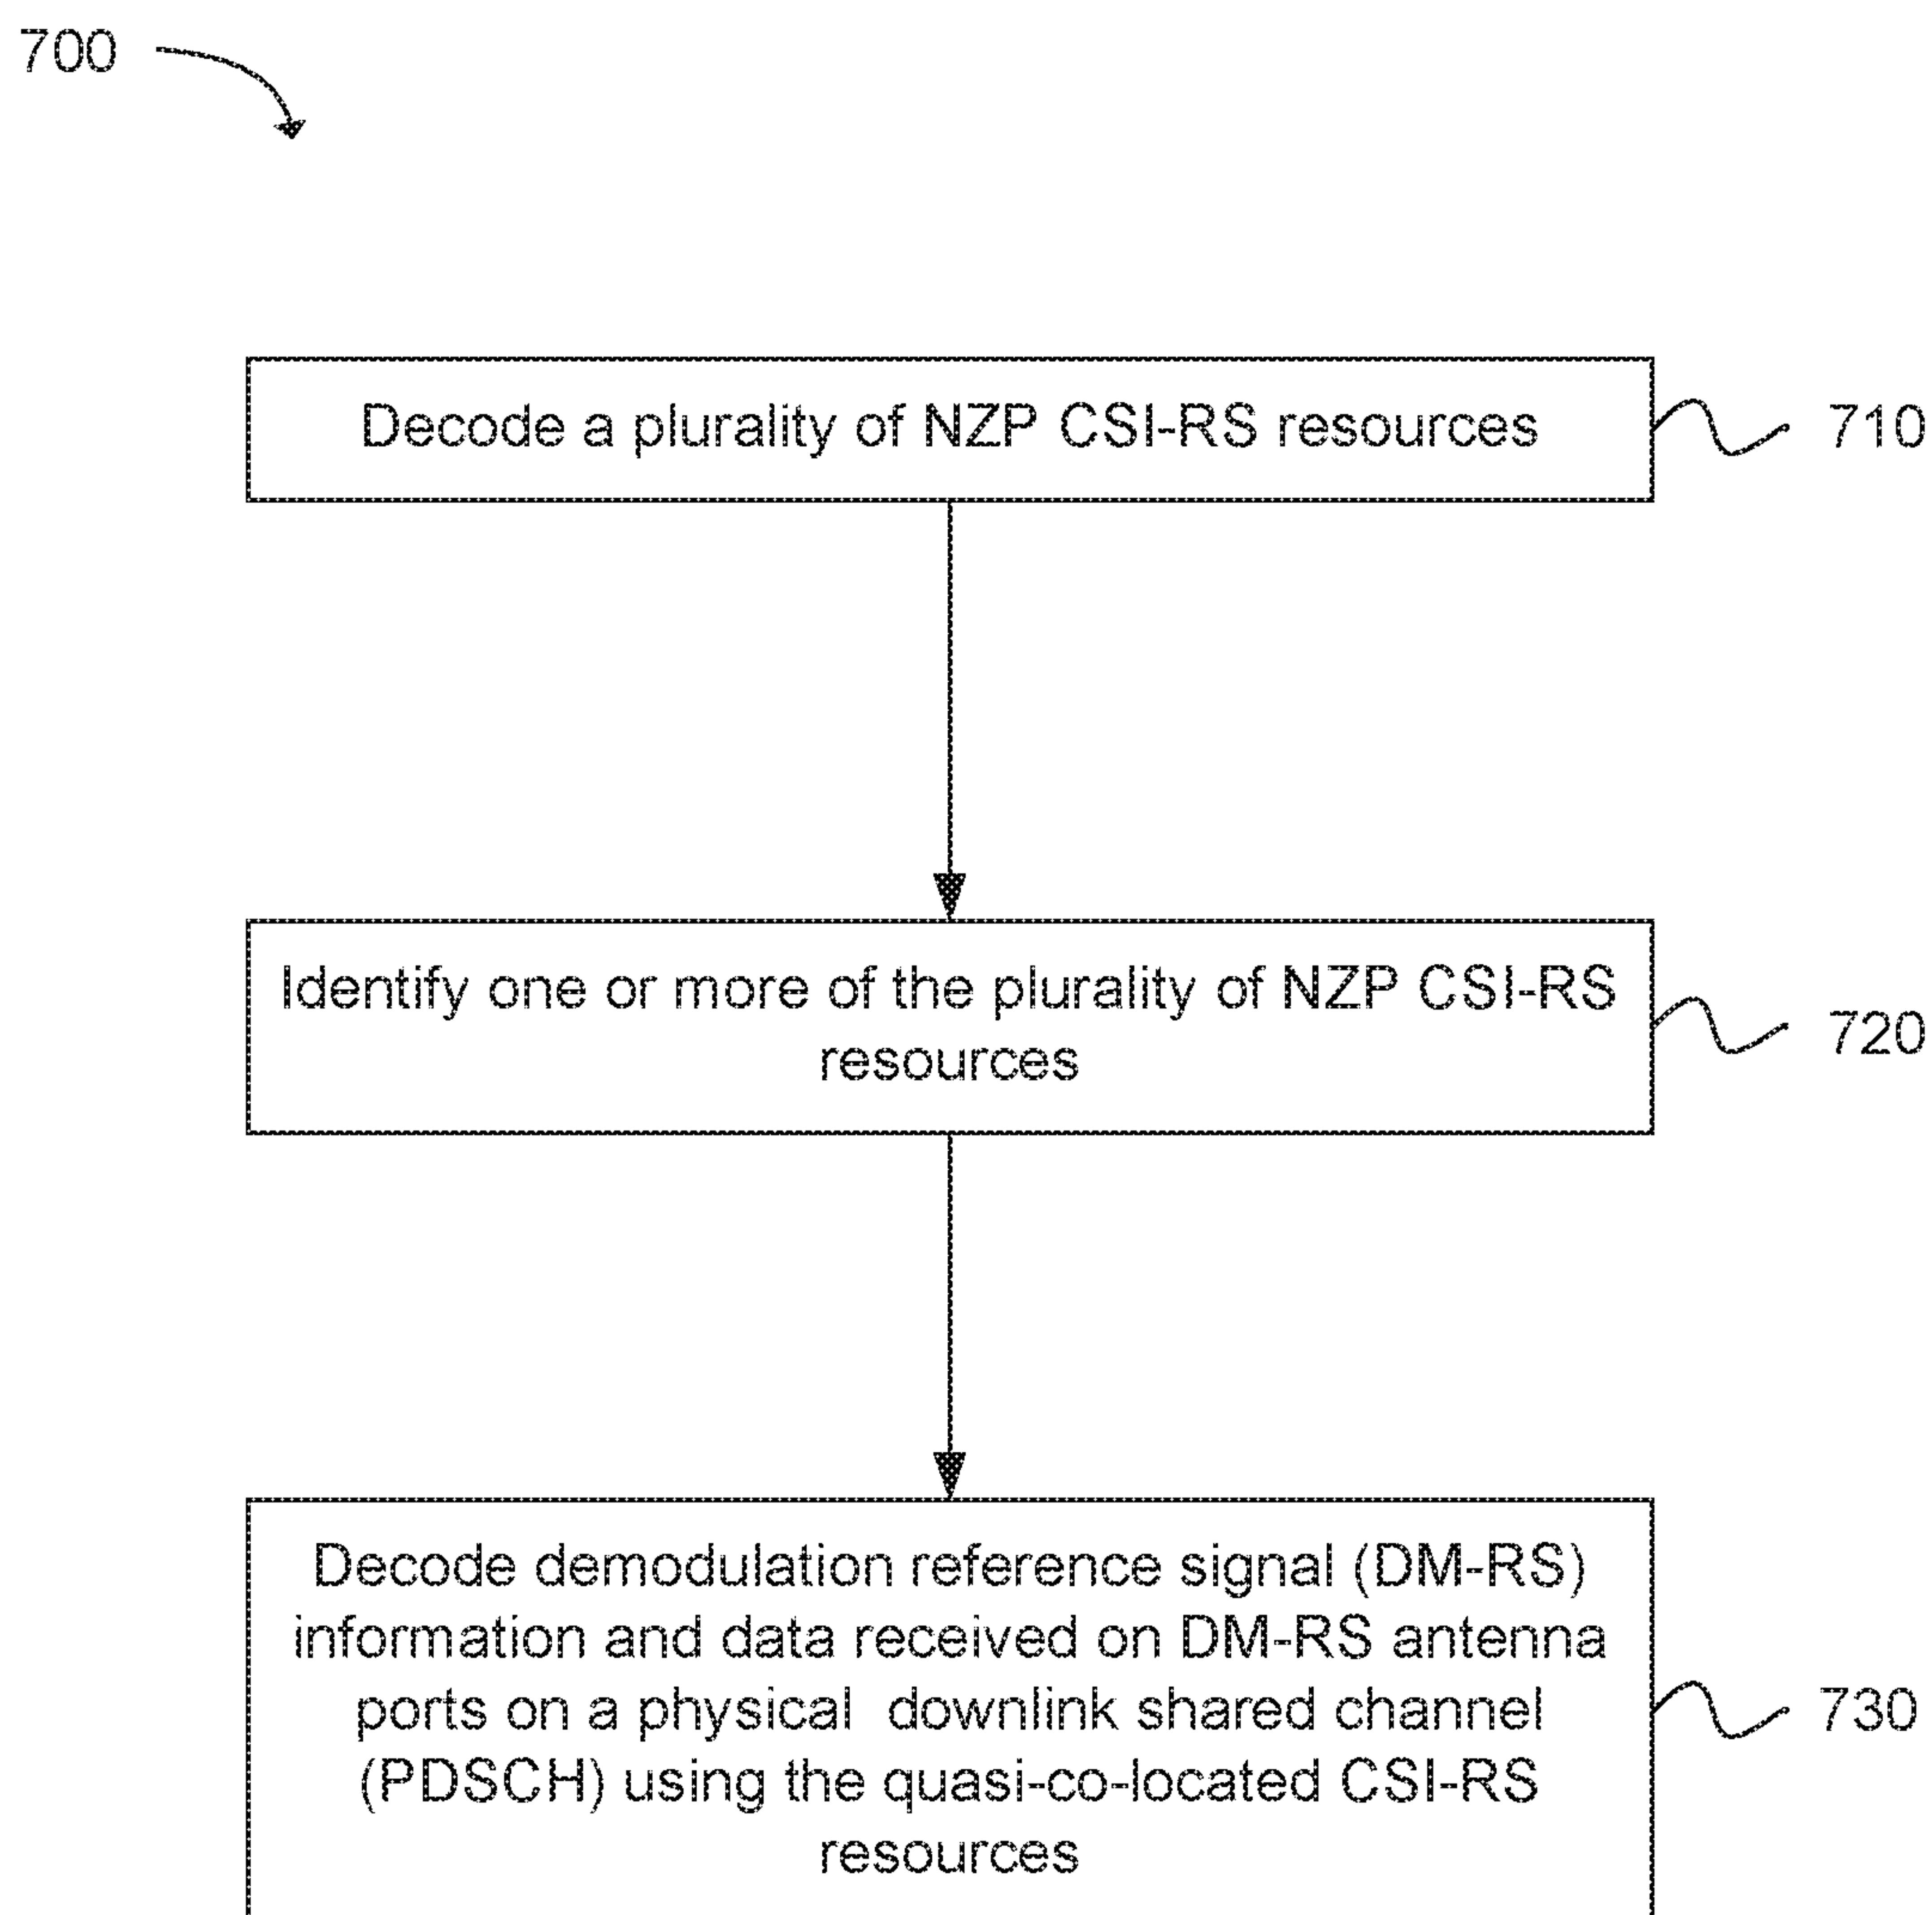 700
Decode a plurality of NZP CSI-RS resources
710
Identify one or more of the plurality of NZP CSI-RS
resources
720
Decode demodulation reference signal (DM-RS)
information and data received on DM-RS antenna
ports on a physical downlink shared channel
(PDSCH) using the quasi-co-located CSI-RS
resources
730